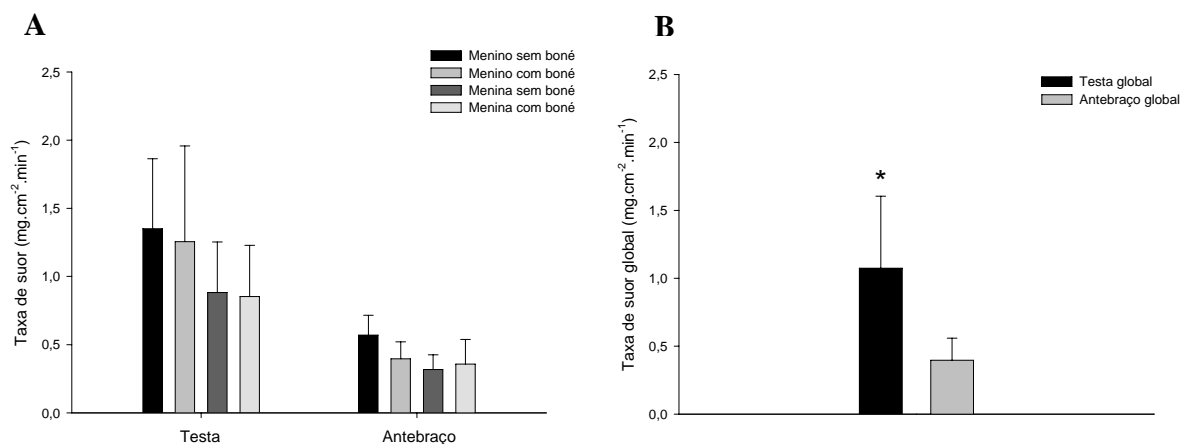 A
Menino sem boné
Menino com boné
Menina sem boné
Menina com boné
Taxa de suor (mg.cm-2.min-1)
2,5
2,0
1,5
1,0
0,5
0,0
Testa
Antebraço
B
Testa global
Antebraço global
Taxa de suor global (mg.cm-2.min-1)
2,5
2,0
1,5
1,0
0,5
0,0
*